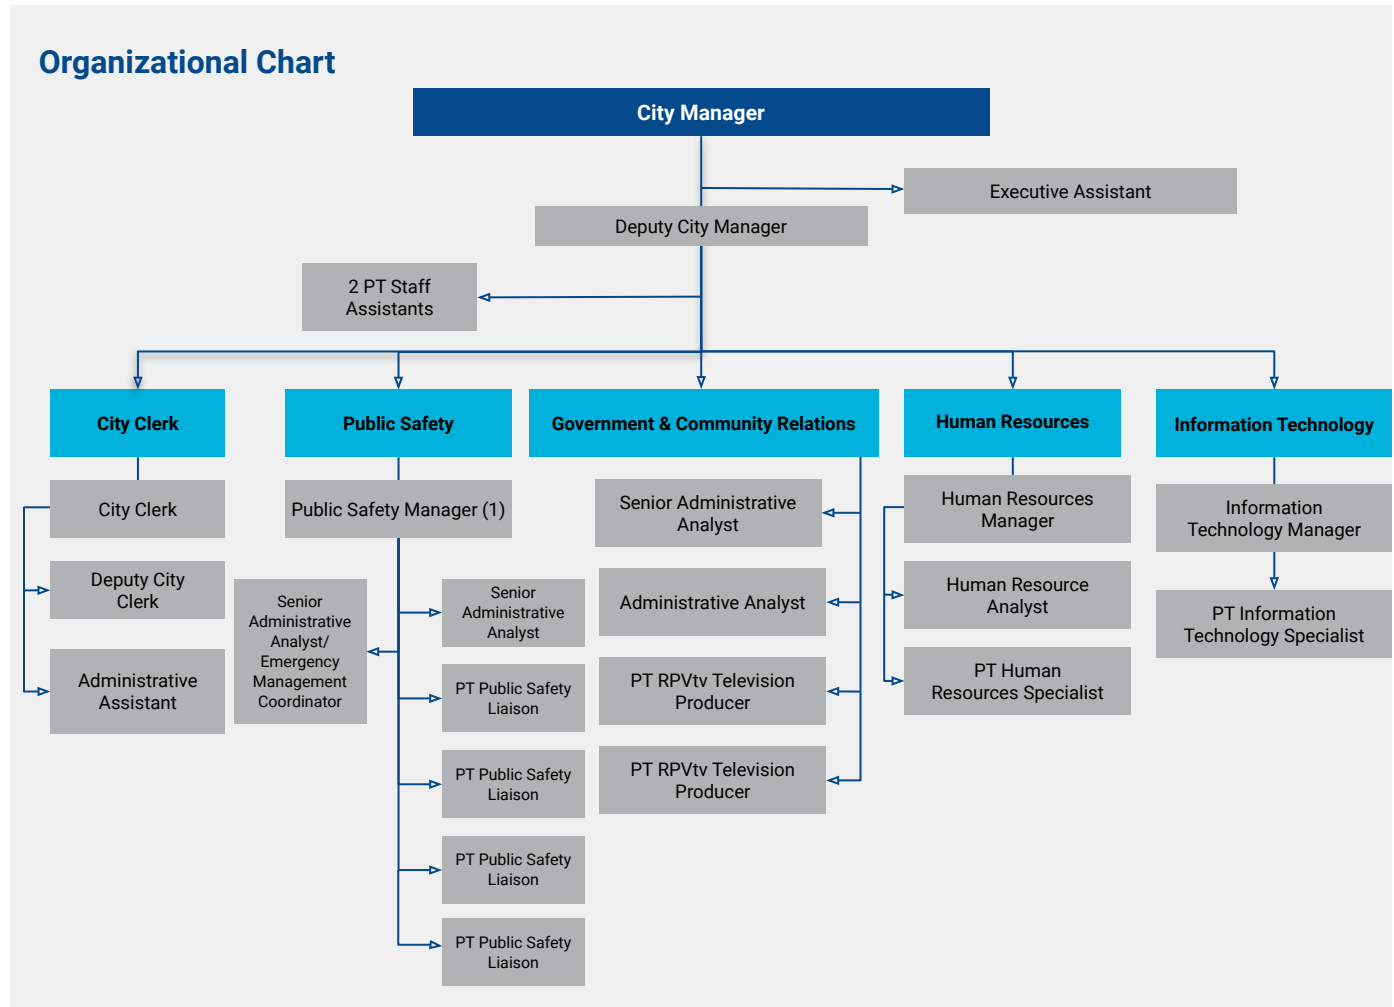 Organizational Chart
City Manager
Executive Assistant
Deputy City Manager
2 PT Staff
Assistants
City Clerk
Public Safety
Government & Community Relations
Human Resources
Information Technology
City Clerk
Deputy City
Clerk
Administrative
Assistant
Public Safety Manager (1)
Senior
Administrative
Analyst/
Emergency
Management
Coordinator
Senior
Administrative
Analyst
PT Public Safety
Liaison
PT Public Safety
Liaison
PT Public Safety
Liaison
PT Public Safety
Liaison
Senior Administrative
Analyst
Administrative Analyst
PT RPVtv Television
Producer
PT RPVtv Television
Producer
Human Resources
Manager
Human Resource
Analyst
PT Human
Resources Specialist
Information
Technology Manager
PT Information
Technology Specialist